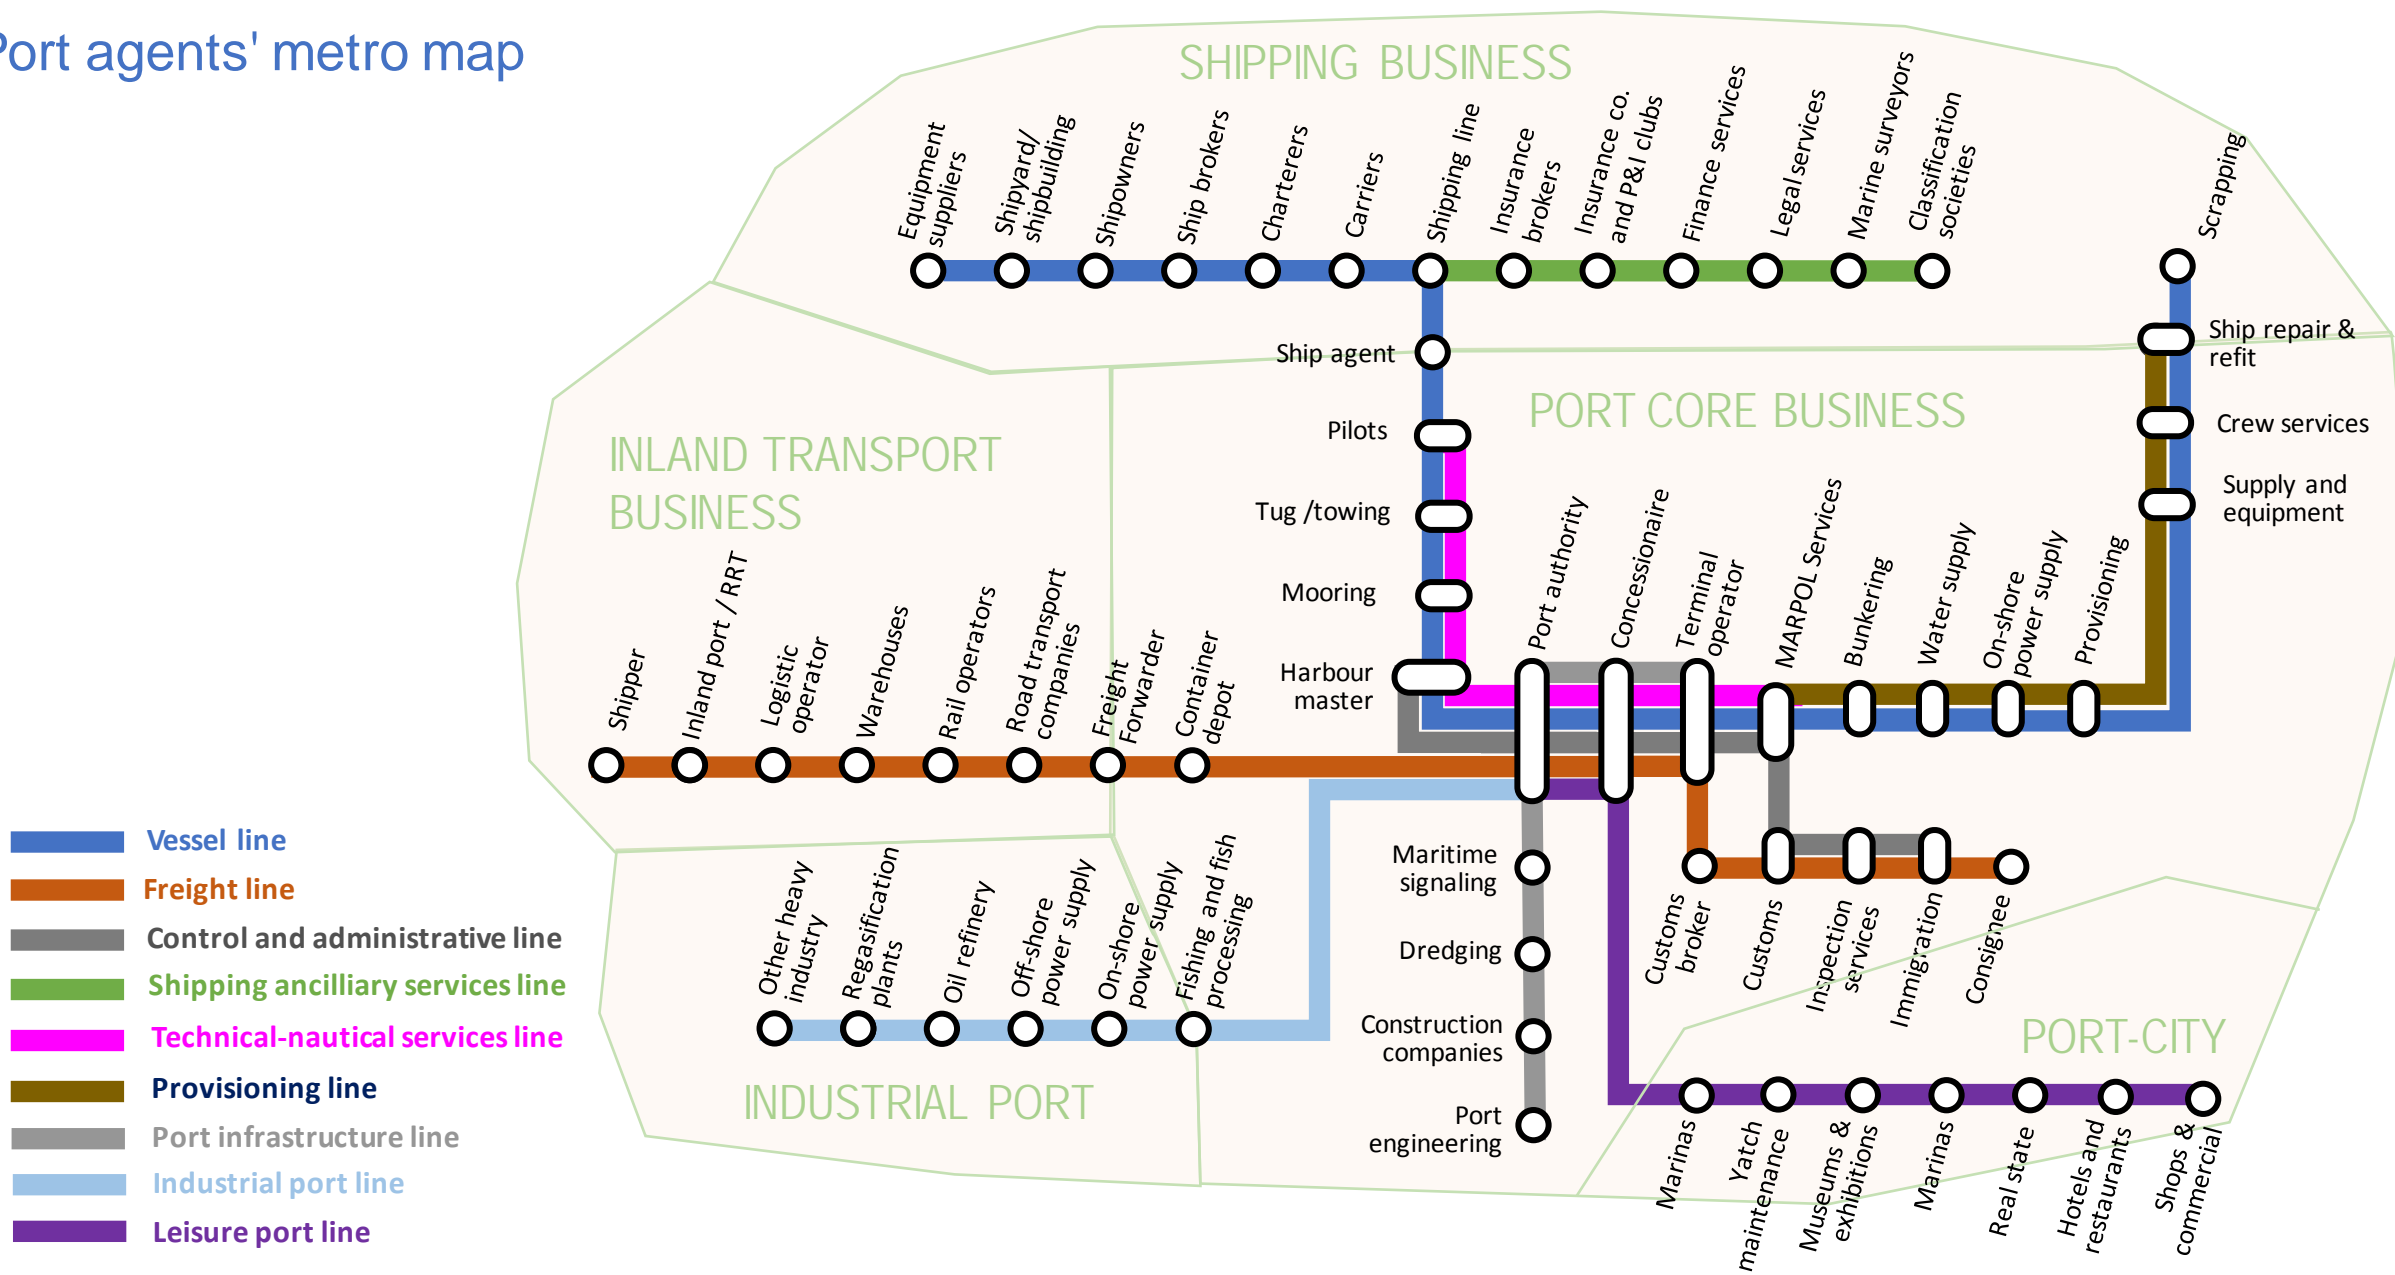 Port agents' metro map
SHIPPING BUSINESS
Equipment
suppliers
Shipyard/
shipbuilding
Shipowners
Ship brokers
Charterers
Carriers
Shipping line
Insurance
brokers
Insurance co.
and P&I clubs
Finance services
Legal services
Marine surveyors
Classification
societies
Scrapping
Ship repair &
refit
Crew services
Supply and
equipment
Ship agent
Pilots
Tug /towing
Mooring
Harbour
master
PORT CORE BUSINESS
INLAND TRANSPORT
BUSINESS
Shipper
Inland port / RRT
Logistic
operator
Warehouses
Rail operators
Road transport
companies
Freight
Forwarder
Container
depot
Port authority
Concessionaire
Terminal
operator
MARPOL Services
Bunkering
Water supply
On-shore
power supply
Provisioning
Vessel line
Freight line
Control and administrative line
Shipping ancilliary services line
Technical-nautical services line
Provisioning line
Port infrastructure line
Industrial port line
Leisure port line
Other heavy
industry
Regasification
plants
Oil refinery
Off-shore
power supply
On-shore
power supply
Fishing and fish
processing
INDUSTRIAL PORT
Maritime
signaling
Dredging
Construction
companies
Port
engineering
Customs
broker
Customs
Inspection
services
Immigration
Consignee
PORT-CITY
Marinas
Yatch
maintenance
Museums &
exhibitions
Marinas
Real state
Hotels and
restaurants
Shops &
commercial